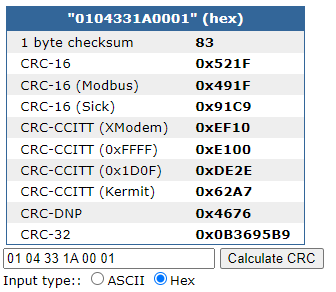 "0104331A0001" (hex)
1 byte checksum 83
CRC-16 0x521F
CRC-16 (Modbus) 0x491F
CRC-16 (Sick) 0x91C9
CRC-CCITT (XModem) 0xEF10
CRC-CCITT (0xFFFF) 0xE100
CRC-CCITT (0x1D0F) 0xDE2E
CRC-CCITT (Kermit) 0x62A7
CRC-DNP 0x4676
CRC-32 0x0B3695B9
01 04 33 1A 00 01 Calculate CRC
Input type:: ASCII Hex